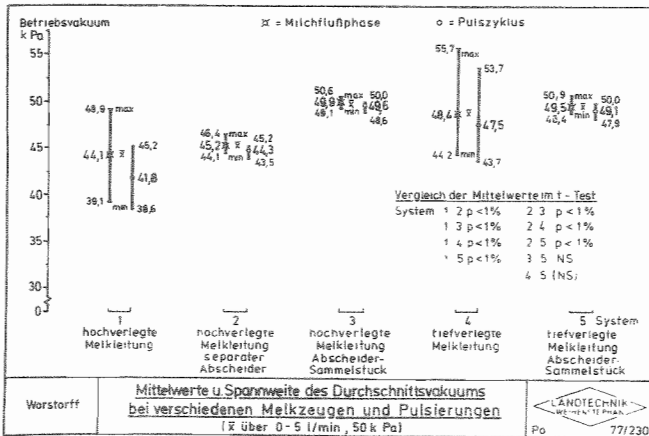 Betriebsvakuum
k Pa
¤ = Milchflußphase
o = Pulszyklus
55
50
45
40
35
30
0
49,9 max
44,1 x̄
39,1 min
45,2
41,8
38,6
46,4 max
45,2 x̄
44,1 min
45,2
44,3
43,5
50,6 max
49,9 x̄
49,1 min
50,0
49,6
48,6
55,7 max
48,4 x̄
44,2 min
53,7
47,5
43,7
50,9 max
49,5 x̄
min
50,0
49,1
47,9
Vergleich der Mittelwerte im t - Test
System 1 2 p<1% 2 3 p<1%
1 3 p<1% 2 4 p<1%
1 4 p<1% 2 5 p<1%
1 5 p<1% 3 5 NS
4 5 (NS)
1
hochverlegte
Melkleitung
2
hochverlegte
Melkleitung
separater
Abscheider
3
hochverlegte
Melkleitung
Abscheider-
Sammelstück
4
tiefverlegte
Melkleitung
5 System
tiefverlegte
Melkleitung
Abscheider-
Sammelstück
Worstorff
Mittelwerte u. Spannweite des Durchschnittsvakuums
bei verschiedenen Melkzeugen und Pulsierungen
(x̄ über 0-5 l/min, 50 k Pa)
LANDTECHNIK
WEIHENSTEPHAN
Po 77/230